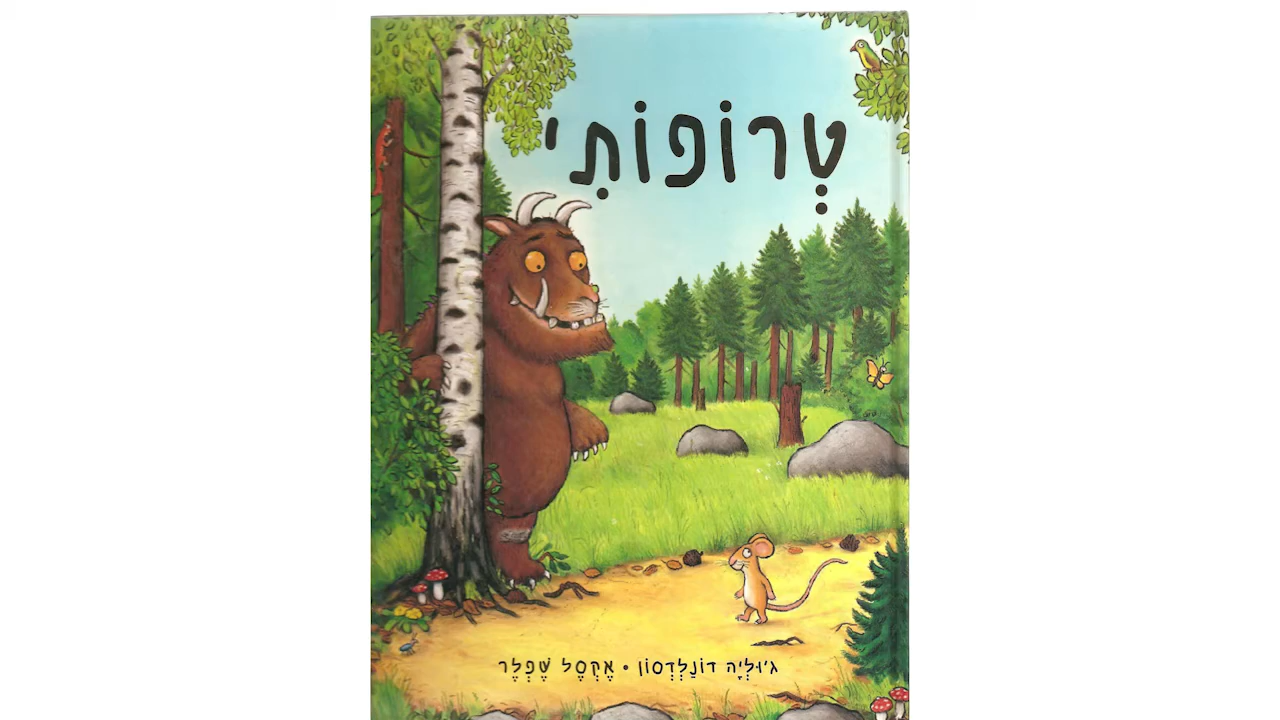 טְרוֹפוֹתִי
ג׳וּלְיָה דוֹנַלְדְסוֹן • אֶקְסֶל שֶׁפְלֶר